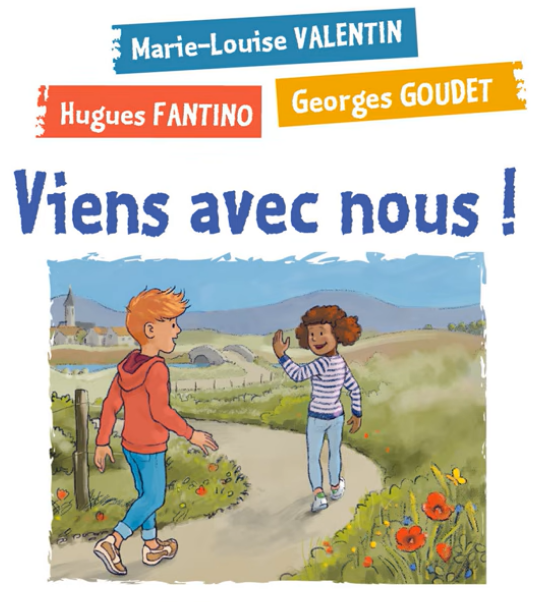 Marie-Louise VALENTIN
Hugues FANTINO
Georges GOUDET
Viens avec nous !